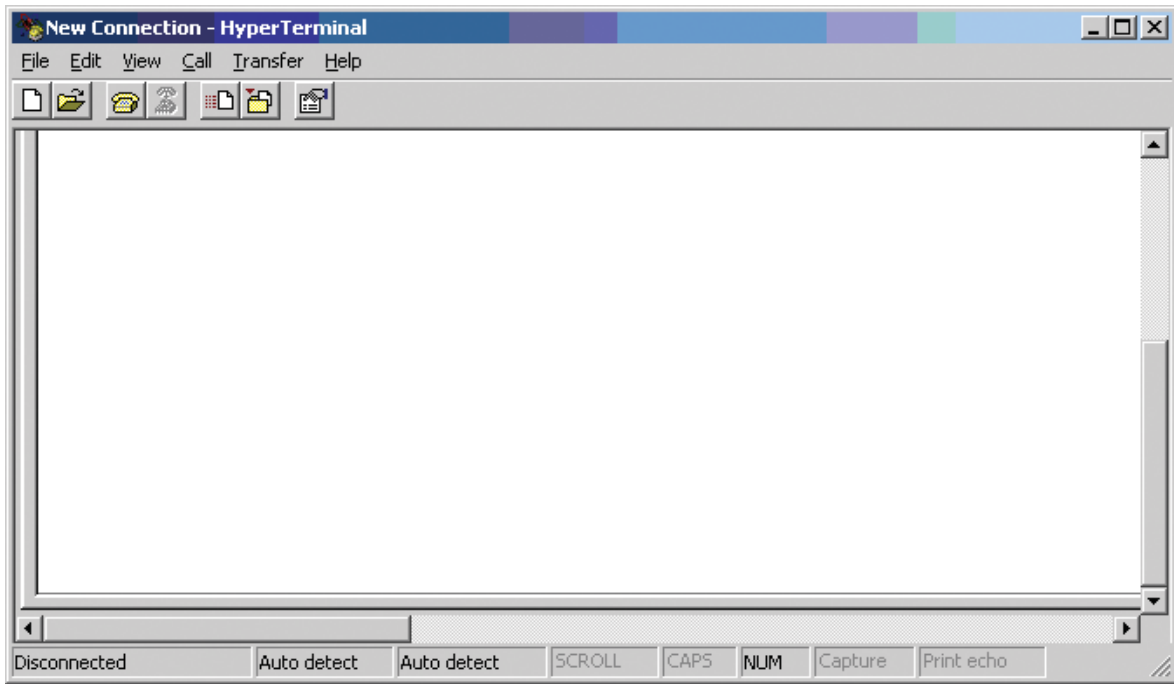 New Connection - HyperTerminal
File Edit View Call Transfer Help
Disconnected Auto detect Auto detect SCROLL CAPS NUM Capture Print echo